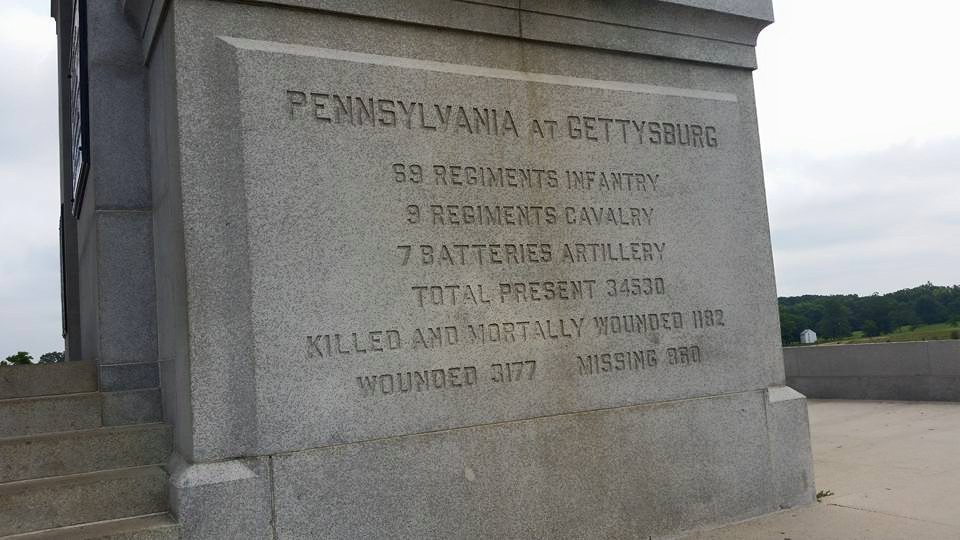 PENNSYLVANIA AT GETTYSBURG
69 REGIMENTS INFANTRY
9 REGIMENTS CAVALRY
7 BATTERIES ARTILLERY
TOTAL PRESENT 34530
KILLED AND MORTALLY WOUNDED 1182
WOUNDED 3177 MISSING 860